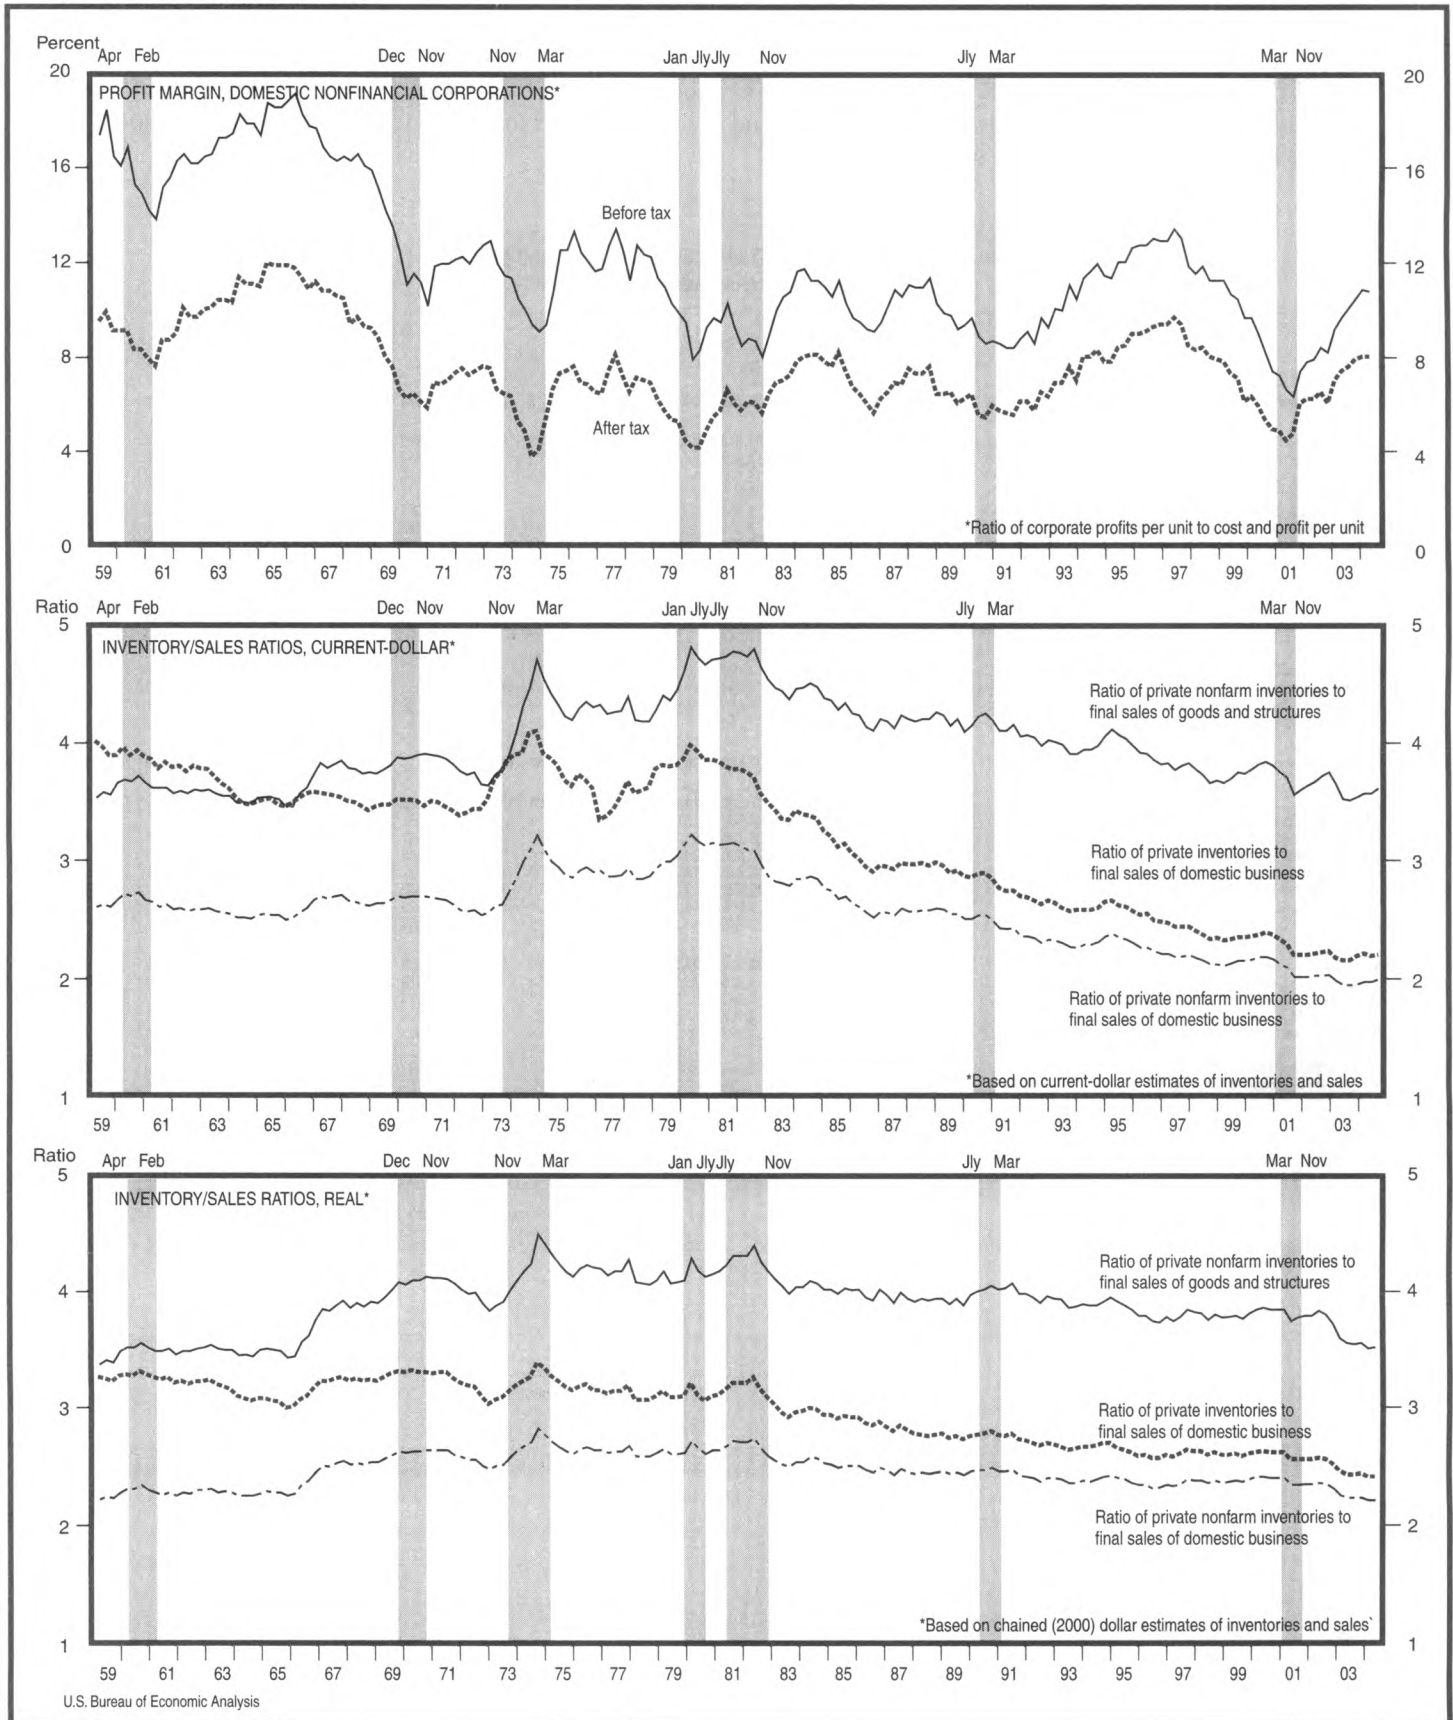 Percent
Apr Feb Dec Nov Nov Mar Jan Jly Jly Nov Jly Mar Mar Nov
PROFIT MARGIN, DOMESTIC NONFINANCIAL CORPORATIONS*
20 20
16 16
Before tax
12 12
8 8
After tax
4 4
*Ratio of corporate profits per unit to cost and profit per unit
0 0
59 61 63 65 67 69 71 73 75 77 79 81 83 85 87 89 91 93 95 97 99 01 03
Ratio Apr Feb Dec Nov Nov Mar Jan Jly Jly Nov Jly Mar Mar Nov
5 5
INVENTORY/SALES RATIOS, CURRENT-DOLLAR*
Ratio of private nonfarm inventories to
final sales of goods and structures
4 4
Ratio of private inventories to
final sales of domestic business
3 3
2 2
Ratio of private nonfarm inventories to
final sales of domestic business
*Based on current-dollar estimates of inventories and sales
1 1
59 61 63 65 67 69 71 73 75 77 79 81 83 85 87 89 91 93 95 97 99 01 03
Ratio Apr Feb Dec Nov Nov Mar Jan Jly Jly Nov Jly Mar Mar Nov
5 5
INVENTORY/SALES RATIOS, REAL*
Ratio of private nonfarm inventories to
final sales of goods and structures
4 4
Ratio of private inventories to
final sales of domestic business
3 3
Ratio of private nonfarm inventories to
final sales of domestic business
2 2
*Based on chained (2000) dollar estimates of inventories and sales`
1 1
59 61 63 65 67 69 71 73 75 77 79 81 83 85 87 89 91 93 95 97 99 01 03
U.S. Bureau of Economic Analysis